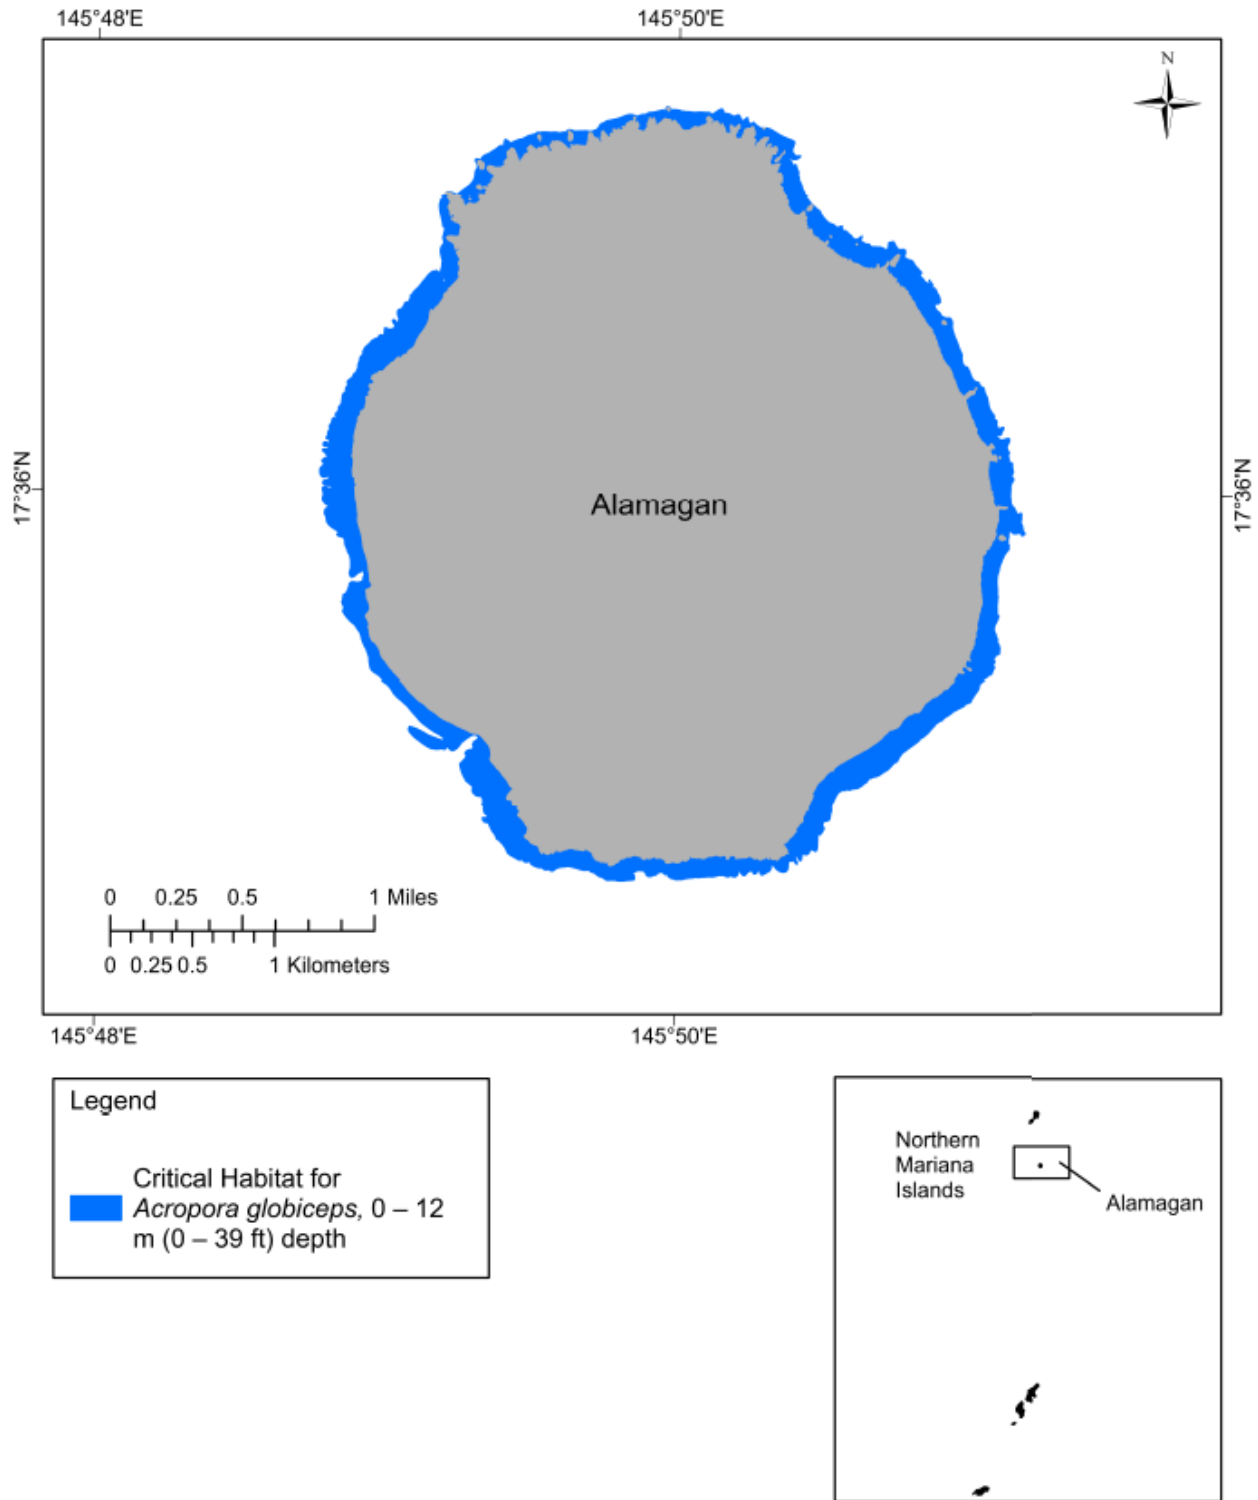 145°48'E 145°50'E
N
17°36'N 17°36'N
Alamagan
0 0.25 0.5 1 Miles
0 0.25 0.5 1 Kilometers
145°48'E 145°50'E
Legend
Critical Habitat for
Acropora globiceps, 0 – 12
m (0 – 39 ft) depth
Northern
Mariana
Islands
Alamagan